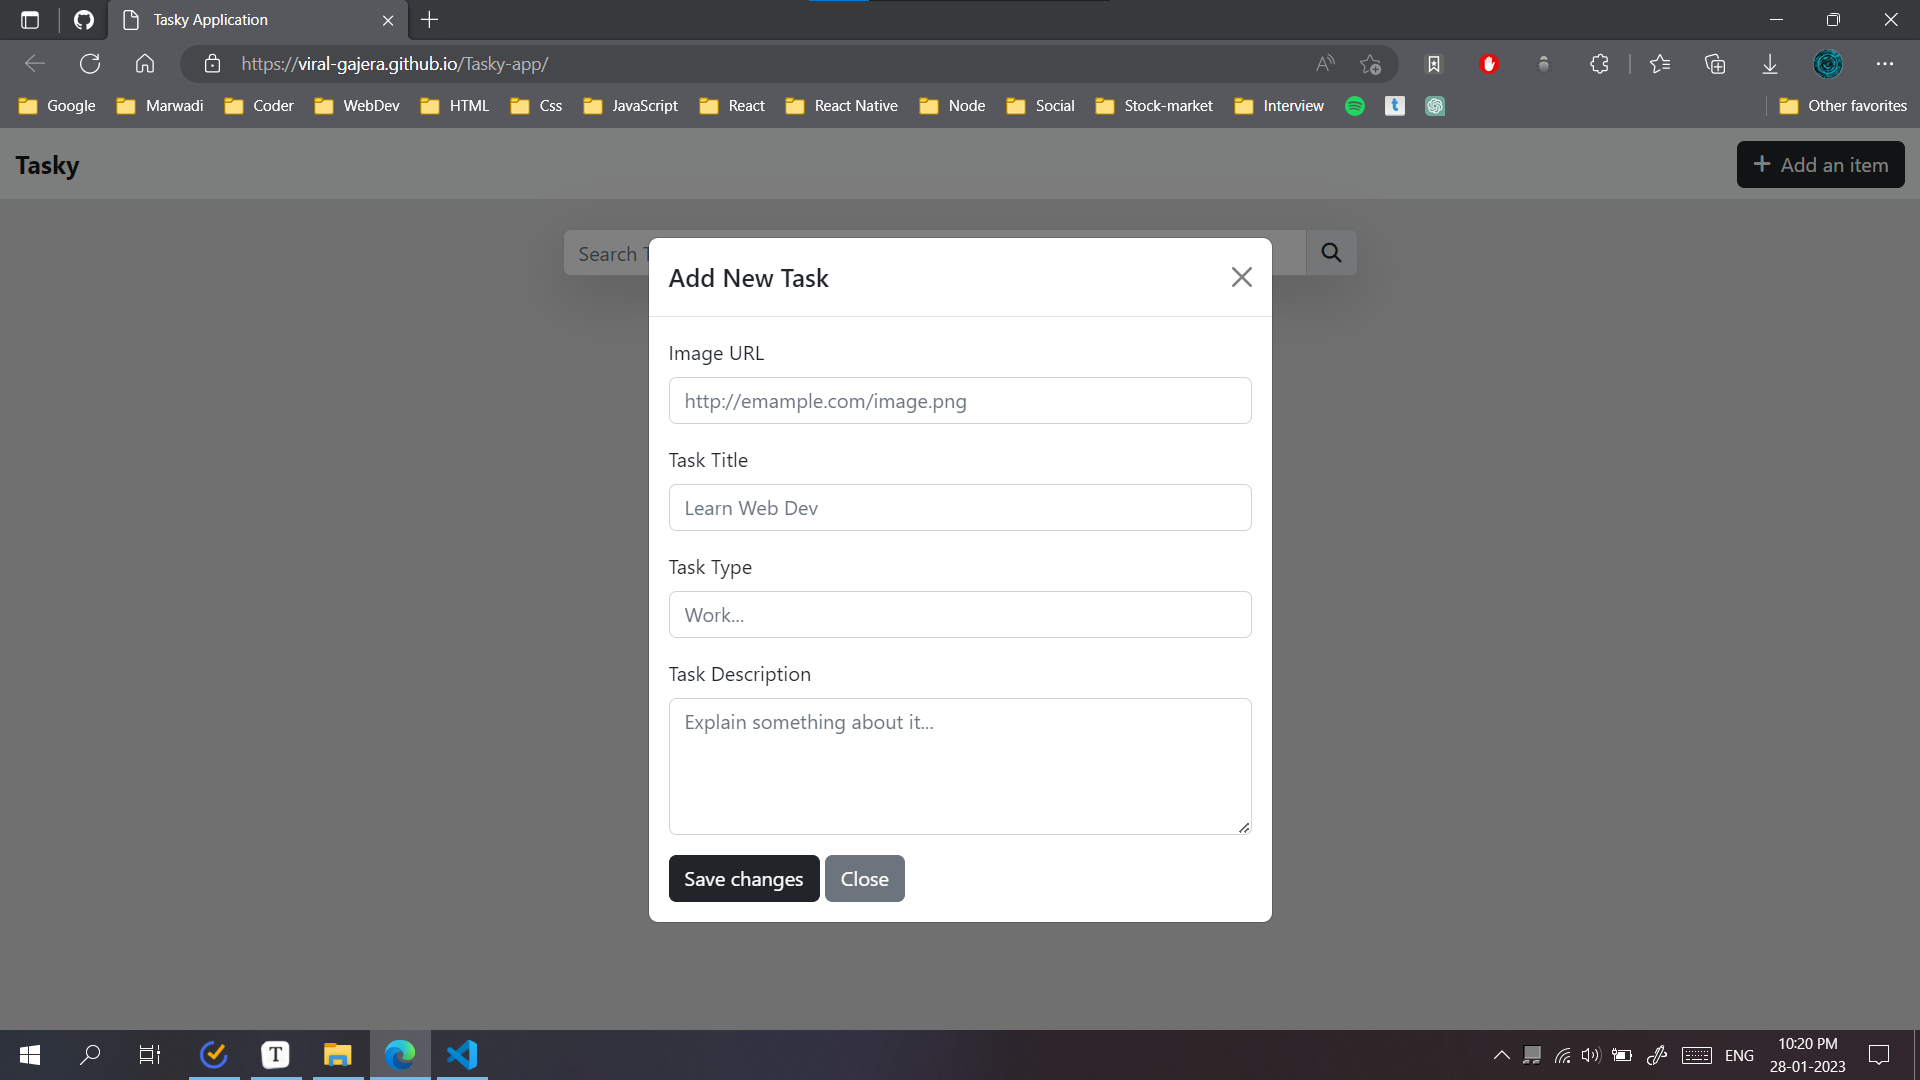 Tasky Application
https://viral-gajera.github.io/Tasky-app/
Google Marwadi Coder WebDev HTML Css JavaScript React React Native Node Social Stock-market Interview t Other favorites
Tasky
Add an item
Search T
Add New Task
Image URL
http://emample.com/image.png
Task Title
Learn Web Dev
Task Type
Work...
Task Description
Explain something about it...
Save changes Close
T
ENG
10:20 PM
28-01-2023